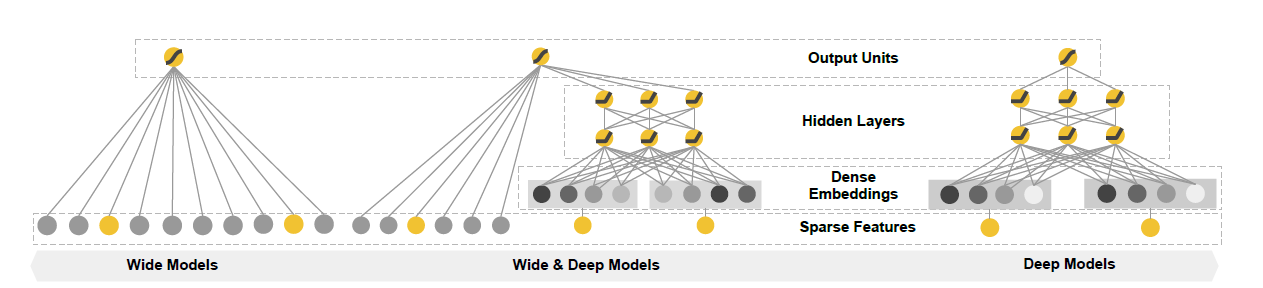 Output Units
Hidden Layers
Dense
Embeddings
Sparse Features
Wide Models
Wide & Deep Models
Deep Models